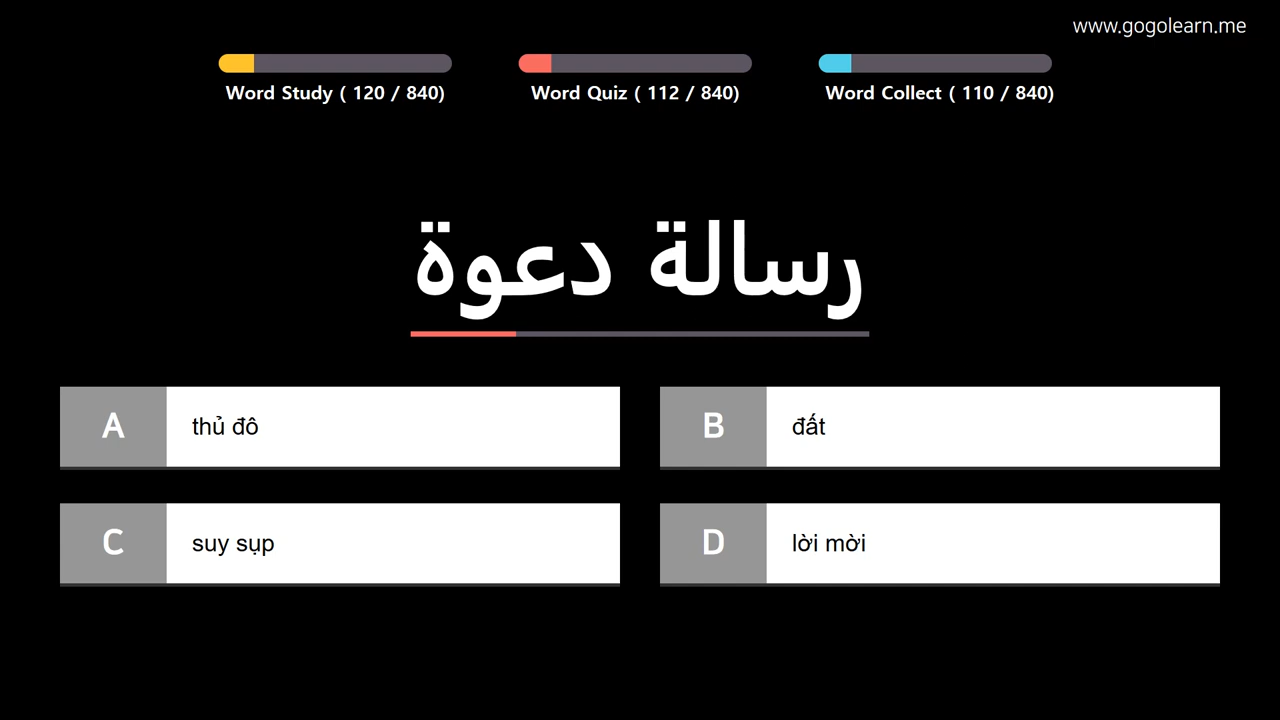 www.gogolearn.me
Word Study ( 120 / 840)
Word Quiz ( 112 / 840)
Word Collect ( 110 / 840)
رسالة دعوة
A
thủ đô
B
đất
C
suy sụp
D
lời mời